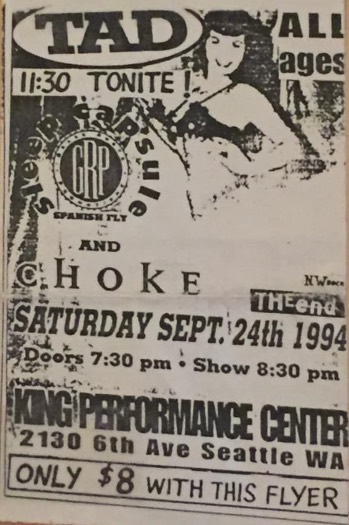 TAD
ALL
ages
11:30 TONITE!
sleep capsule
GRP
SPANISH FLY
AND
CHOKE
THE end
SATURDAY SEPT. 24th 1994
Doors 7:30 pm • Show 8:30 pm
KING PERFORMANCE CENTER
2130 6th Ave Seattle WA
ONLY $8 WITH THIS FLYER